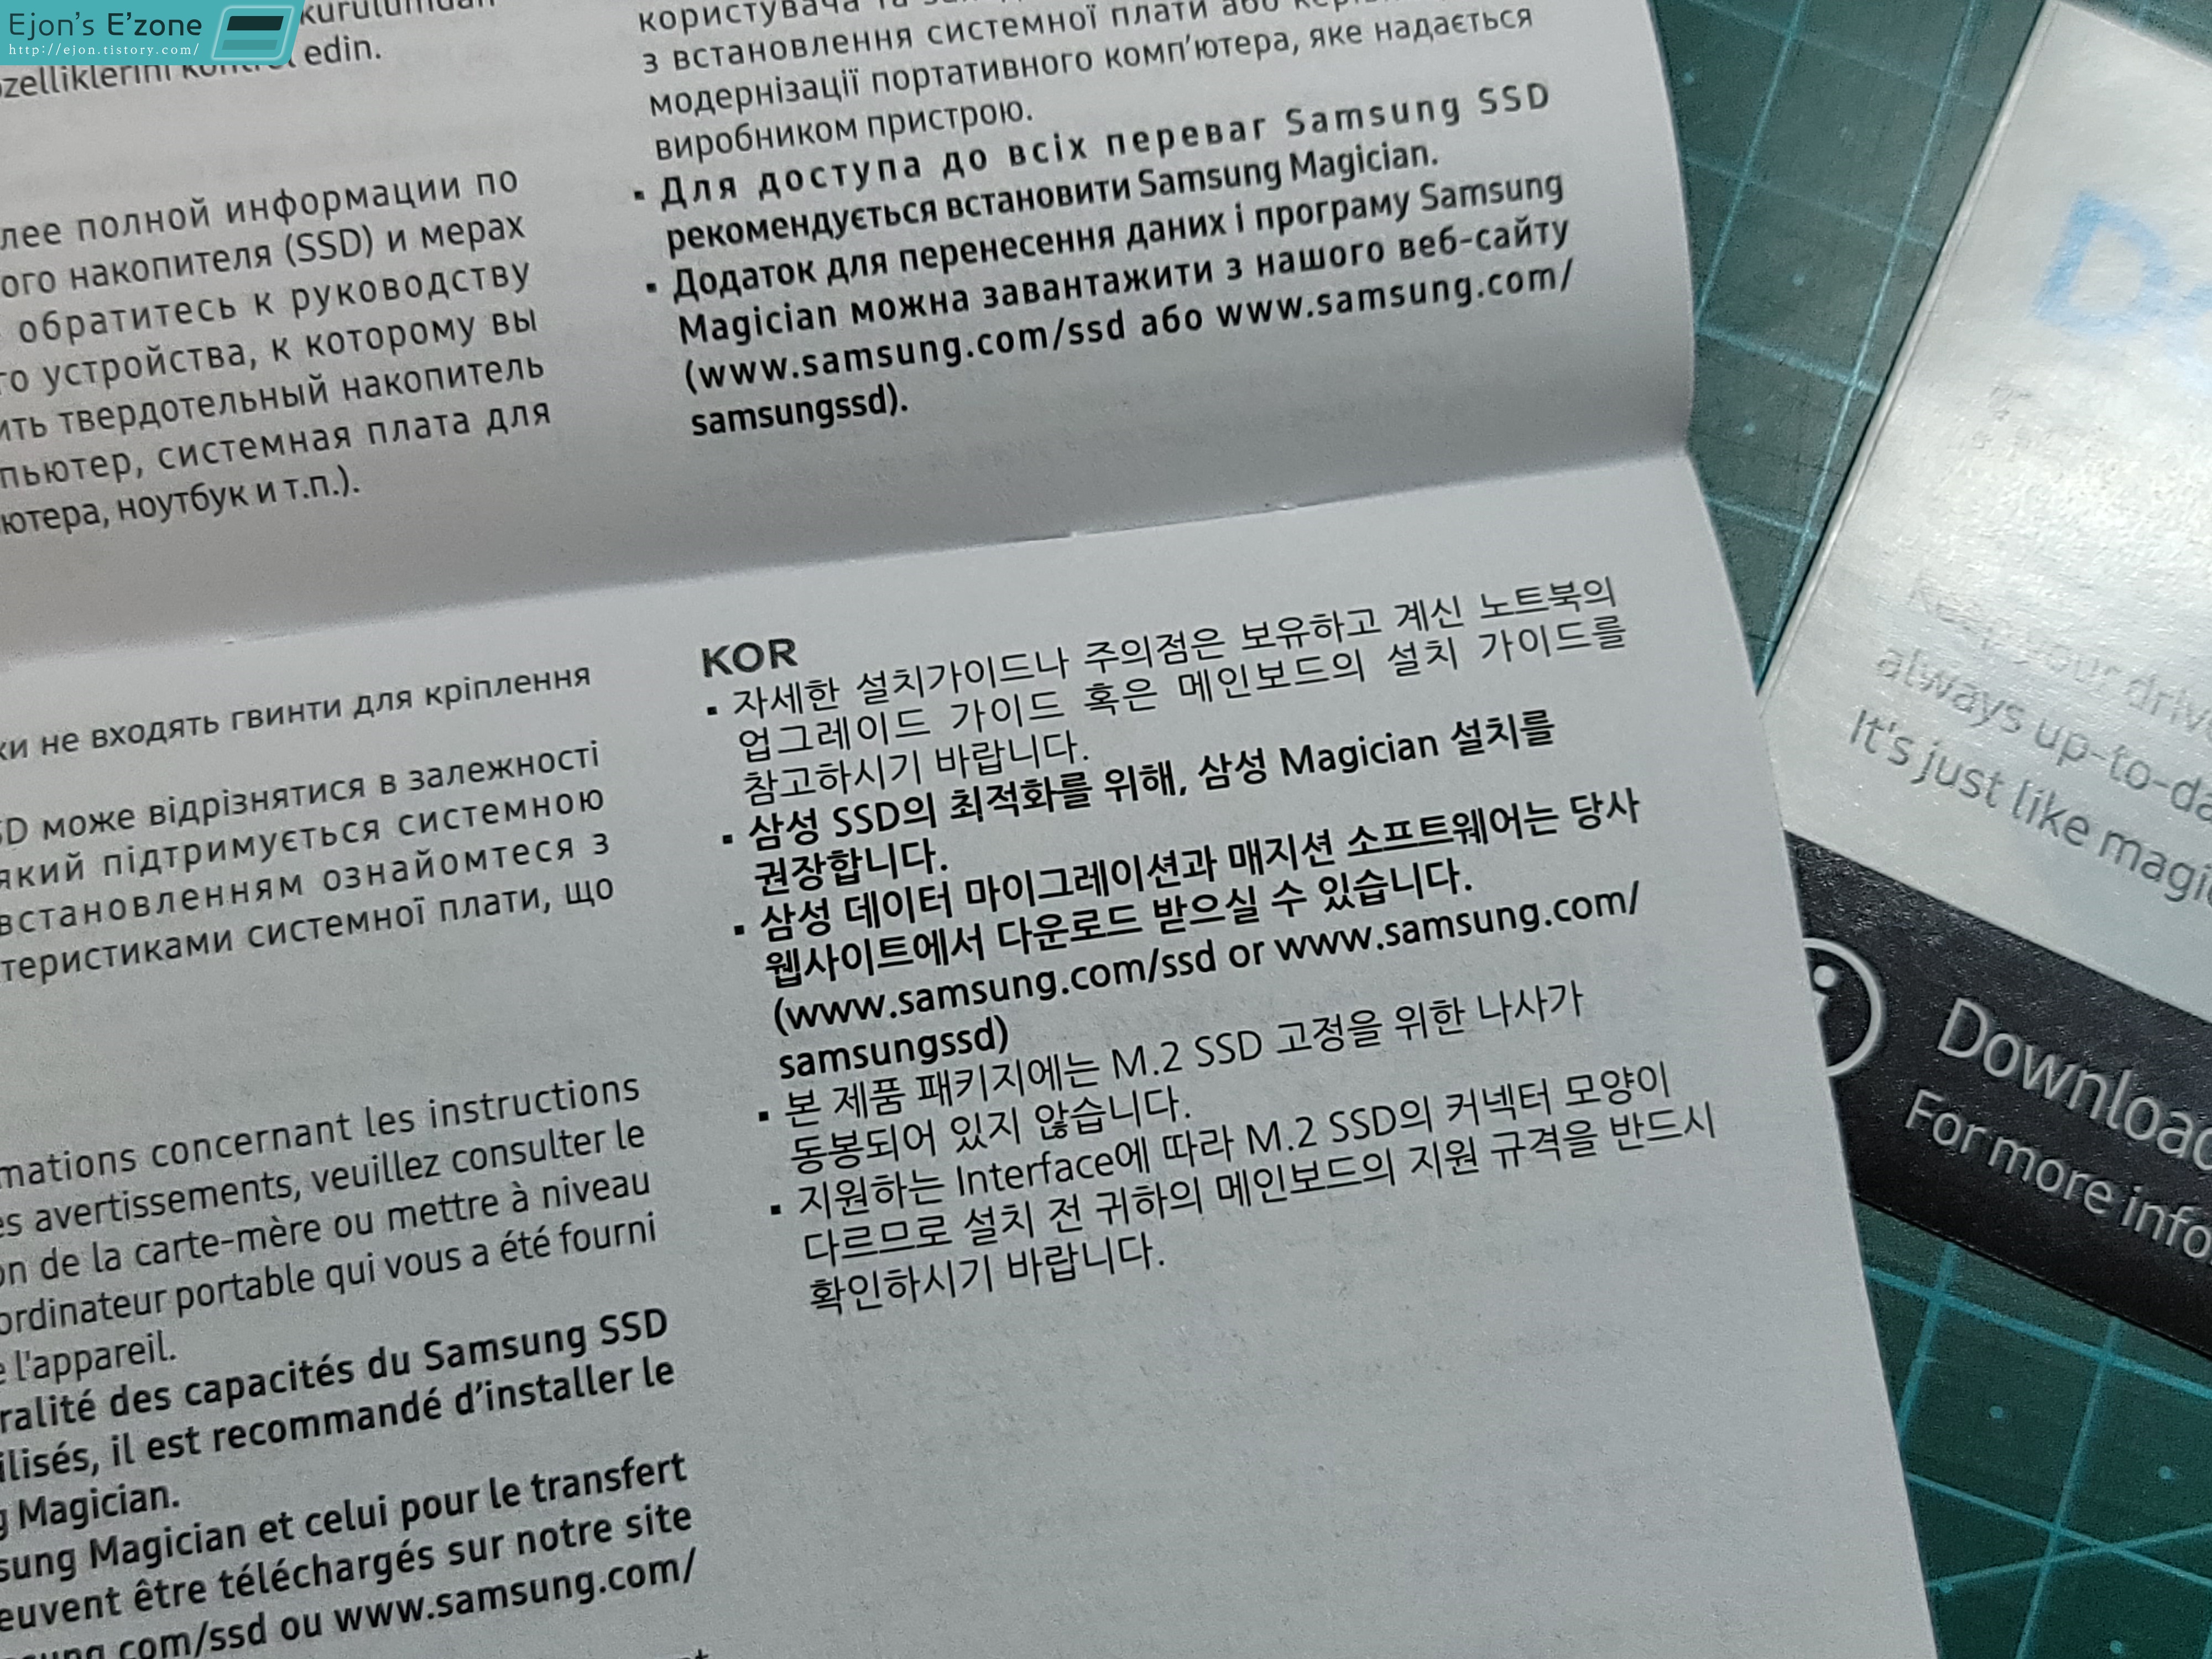 Ejon's E'zone
http://ejon.tistory.com/
edin.
лее полной информации по
ого накопителя (SSD) и мерах
обратитесь к руководству
го устройства, к которому вы
ить твердотельный накопитель
пьютер, системная плата для
ютера, ноутбук и т.п.).
користувача та
з встановлення системної плати або
модернізації портативного комп'ютера, яке надається
виробником пристрою.
▪ Для доступа до всіх переваг Samsung SSD
рекомендується встановити Samsung Magician.
▪ Додаток для перенесення даних і програму Samsung
Magician можна завантажити з нашого веб-сайту
(www.samsung.com/ssd або www.samsung.com/
samsungssd).
ки не входять гвинти для кріплення
SD може відрізнятися в залежності
який підтримується системною
встановленням ознайомтеся з
теристиками системної плати, що
mations concernant les instructions
es avertissements, veuillez consulter le
on de la carte-mère ou mettre à niveau
ordinateur portable qui vous a été fourni
e l'appareil.
ralité des capacités du Samsung SSD
ilisés, il est recommandé d'installer le
g Magician.
sung Magician et celui pour le transfert
euvent être téléchargés sur notre site
sung.com/ssd ou www.samsung.com/
KOR
▪ 자세한 설치가이드나 주의점은 보유하고 계신 노트북의
업그레이드 가이드 혹은 메인보드의 설치 가이드를
참고하시기 바랍니다.
▪ 삼성 SSD의 최적화를 위해, 삼성 Magician 설치를
권장합니다.
▪ 삼성 데이터 마이그레이션과 매지션 소프트웨어는 당사
웹사이트에서 다운로드 받으실 수 있습니다.
(www.samsung.com/ssd or www.samsung.com/
samsungssd)
▪ 본 제품 패키지에는 M.2 SSD 고정을 위한 나사가
동봉되어 있지 않습니다.
▪ 지원하는 Interface에 따라 M.2 SSD의 커넥터 모양이
다르므로 설치 전 귀하의 메인보드의 지원 규격을 반드시
확인하시기 바랍니다.
Keep your drive
always up-to-da
It's just like magi
Download
For more info